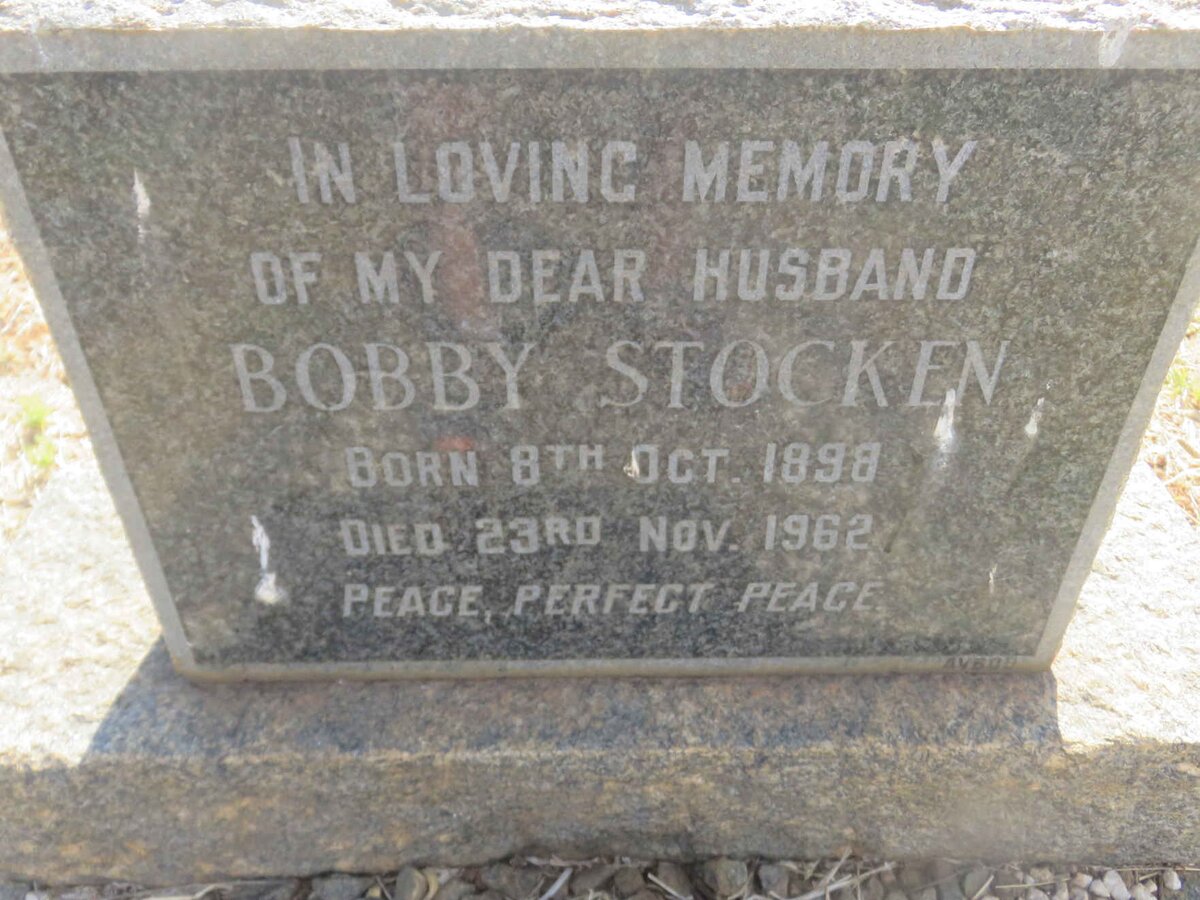 IN LOVING MEMORY
OF MY DEAR HUSBAND
BOBBY STOCKEN
BORN 8TH OCT. 1898
DIED 23RD NOV. 1962
PEACE, PERFECT PEACE.